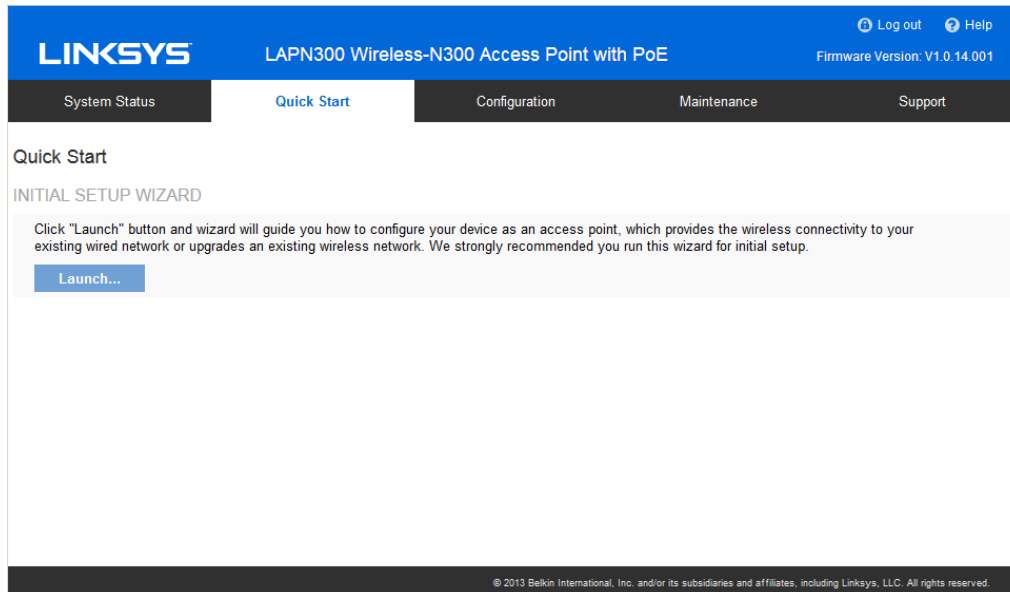 Log out Help
LINKSYS LAPN300 Wireless-N300 Access Point with PoE Firmware Version: V1.0.14.001
System Status Quick Start Configuration Maintenance Support
Quick Start
INITIAL SETUP WIZARD
Click "Launch" button and wizard will guide you how to configure your device as an access point, which provides the wireless connectivity to your
existing wired network or upgrades an existing wireless network. We strongly recommended you run this wizard for initial setup.
Launch...
© 2013 Belkin International, Inc. and/or its subsidiaries and affiliates, including Linksys, LLC. All rights reserved.